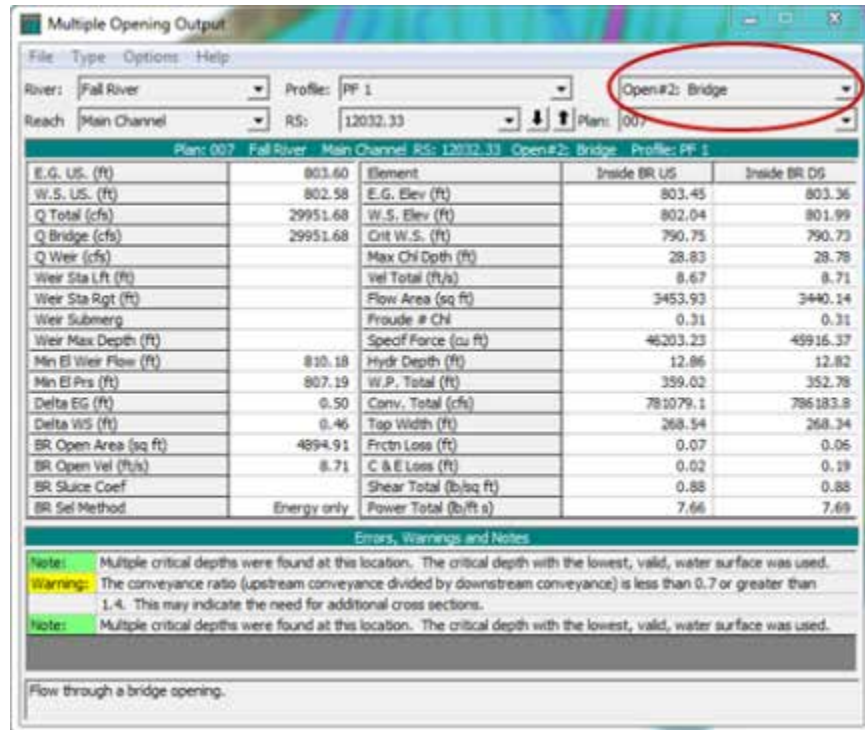 Multiple Opening Output
File Type Options Help
River: Fall River Profile: PF 1 Open#2: Bridge
Reach Main Channel RS: 12032.33 Plan: 007
Plan: 007 Fall River Main Channel RS: 12032.33 Open#2: Bridge Profile: PF 1
E.G. US. (ft) 803.60 Element Inside BR US Inside BR DS
W.S. US. (ft) 802.58 E.G. Elev (ft) 803.45 803.36
Q Total (cfs) 29951.68 W.S. Elev (ft) 802.04 801.99
Q Bridge (cfs) 29951.68 Crit W.S. (ft) 790.75 790.73
Q Weir (cfs) Max Chl Dpth (ft) 28.83 28.78
Weir Sta Lft (ft) Vel Total (ft/s) 8.67 8.71
Weir Sta Rgt (ft) Flow Area (sq ft) 3453.93 3440.14
Weir Submerg Froude # Chl 0.31 0.31
Weir Max Depth (ft) Specif Force (cu ft) 46203.23 45916.37
Min El Weir Flow (ft) 810.18 Hydr Depth (ft) 12.86 12.82
Min El Prs (ft) 807.19 W.P. Total (ft) 359.02 352.78
Delta EG (ft) 0.50 Conv. Total (cfs) 781079.1 786183.8
Delta WS (ft) 0.46 Top Width (ft) 268.54 268.34
BR Open Area (sq ft) 4894.91 Frctn Loss (ft) 0.07 0.06
BR Open Vel (ft/s) 8.71 C & E Loss (ft) 0.02 0.19
BR Sluice Coef Shear Total (lb/sq ft) 0.88 0.88
BR Sel Method Energy only Power Total (lb/ft s) 7.66 7.69
Errors, Warnings and Notes
Note: Multiple critical depths were found at this location. The critical depth with the lowest, valid, water surface was used.
Warning: The conveyance ratio (upstream conveyance divided by downstream conveyance) is less than 0.7 or greater than
1.4. This may indicate the need for additional cross sections.
Note: Multiple critical depths were found at this location. The critical depth with the lowest, valid, water surface was used.
Flow through a bridge opening.